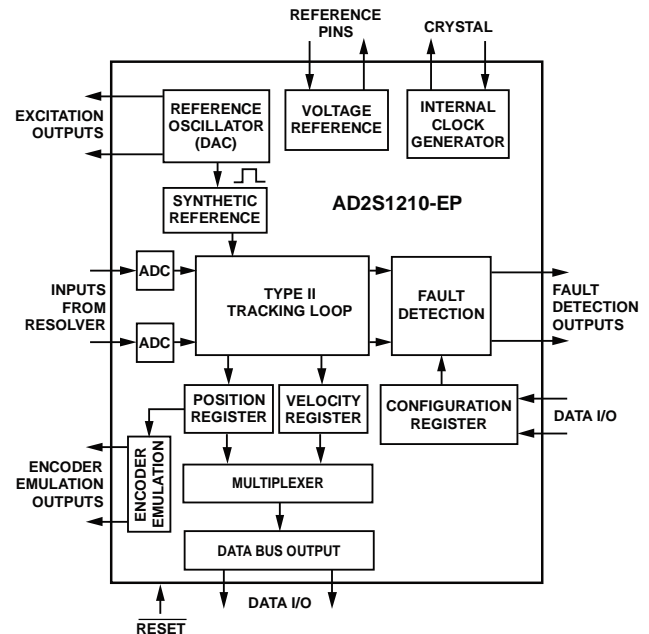 REFERENCE
PINS
CRYSTAL
EXCITATION
OUTPUTS
REFERENCE
OSCILLATOR
(DAC)
VOLTAGE
REFERENCE
INTERNAL
CLOCK
GENERATOR
SYNTHETIC
REFERENCE
AD2S1210-EP
INPUTS
FROM
RESOLVER
ADC
ADC
TYPE II
TRACKING LOOP
FAULT
DETECTION
FAULT
DETECTION
OUTPUTS
POSITION
REGISTER
VELOCITY
REGISTER
CONFIGURATION
REGISTER
DATA I/O
ENCODER
EMULATION
OUTPUTS
ENCODER
EMULATION
MULTIPLEXER
DATA BUS OUTPUT
DATA I/O
RESET